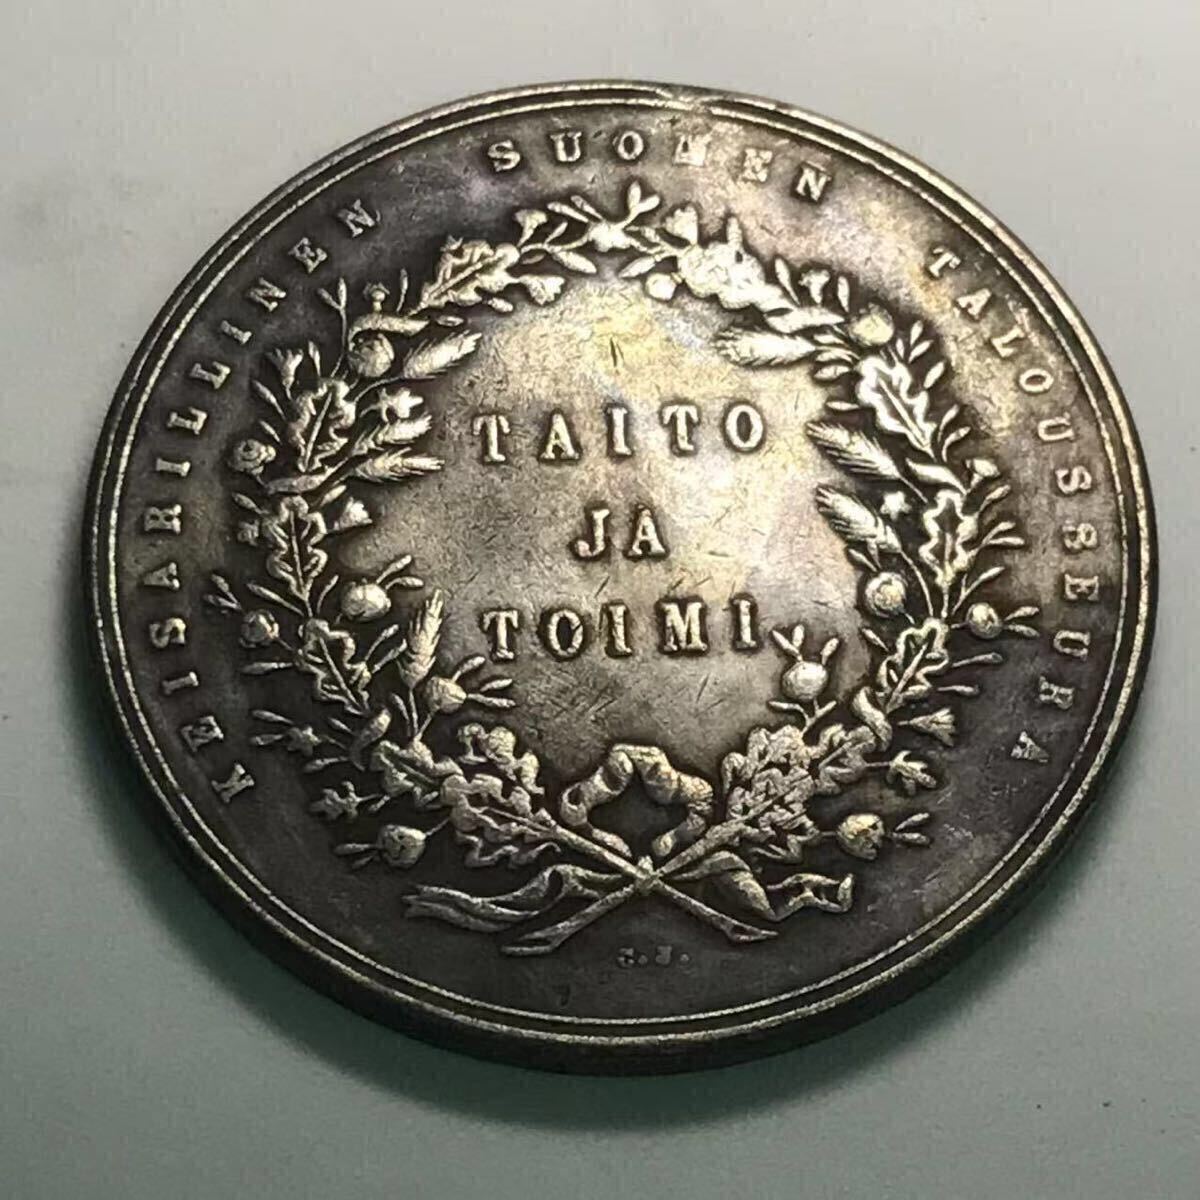 KEISARILLINEN SUOMEN TALOUSSEURA
TAITO
JA
TOIMI